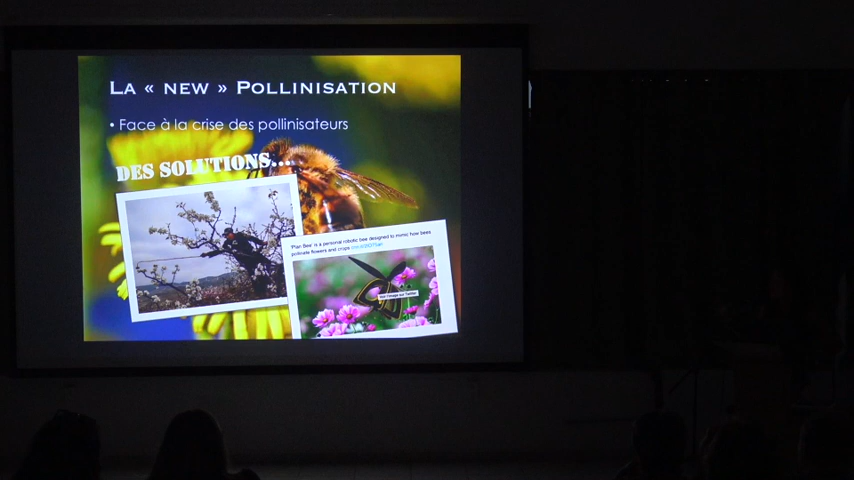 LA « NEW » POLLINISATION
• Face à la crise des pollinisateurs
DES SOLUTIONS...
'Plan Bee' is a personal robotic bee designed to mimic how bees
pollinate flowers and crops
Voir l'image sur Twitter